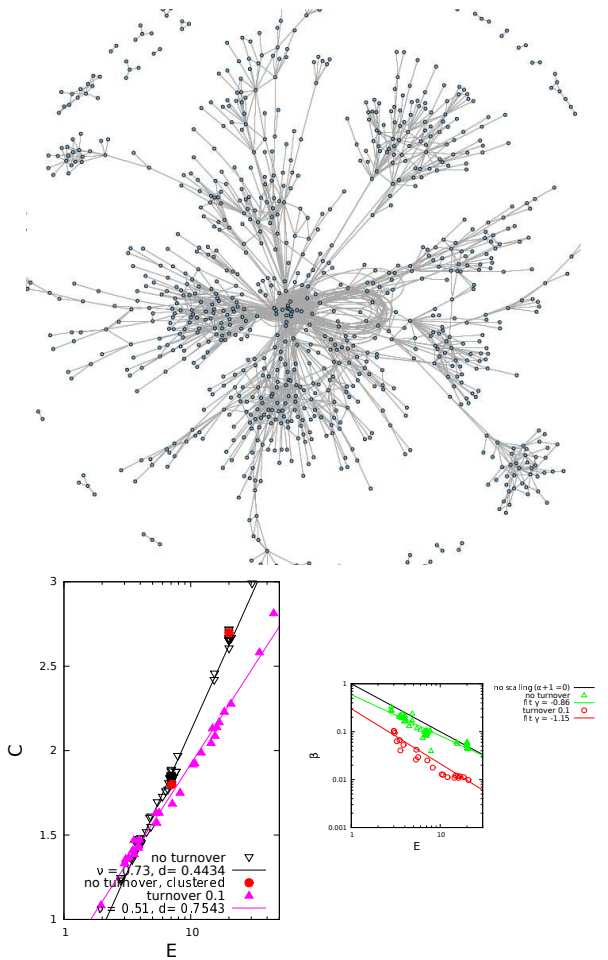 3
2.5
2
1.5
1
C
1
10
E
no turnover
ν = 0.73, d= 0.4434
no turnover, clustered
turnover 0.1
ν = 0.51, d= 0.7543
1
0.1
0.01
0.001
β
1
10
E
no scaling (α+1 =0)
no turnover
fit γ = -0.86
turnover 0.1
fit γ = -1.15